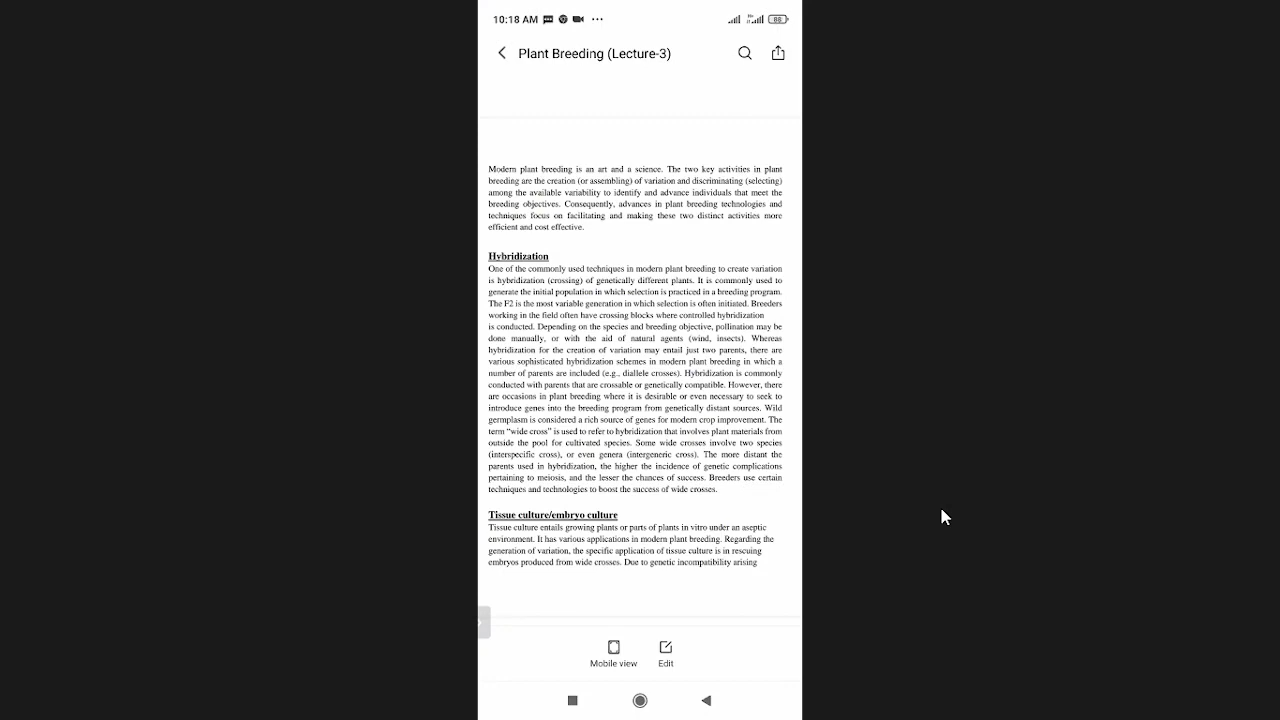 10:18 AM
88
Plant Breeding (Lecture-3)
Modern plant breeding is an art and a science. The two key activities in plant
breeding are the creation (or assembling) of variation and discriminating (selecting)
among the available variability to identify and advance individuals that meet the
breeding objectives. Consequently, advances in plant breeding technologies and
techniques focus on facilitating and making these two distinct activities more
efficient and cost effective.
Hybridization
One of the commonly used techniques in modern plant breeding to create variation
is hybridization (crossing) of genetically different plants. It is commonly used to
generate the initial population in which selection is practiced in a breeding program.
The F2 is the most variable generation in which selection is often initiated. Breeders
working in the field often have crossing blocks where controlled hybridization
is conducted. Depending on the species and breeding objective, pollination may be
done manually, or with the aid of natural agents (wind, insects). Whereas
hybridization for the creation of variation may entail just two parents, there are
various sophisticated hybridization schemes in modern plant breeding in which a
number of parents are included (e.g., diallele crosses). Hybridization is commonly
conducted with parents that are crossable or genetically compatible. However, there
are occasions in plant breeding where it is desirable or even necessary to seek to
introduce genes into the breeding program from genetically distant sources. Wild
germplasm is considered a rich source of genes for modern crop improvement. The
term “wide cross” is used to refer to hybridization that involves plant materials from
outside the pool for cultivated species. Some wide crosses involve two species
(interspecific cross), or even genera (intergeneric cross). The more distant the
parents used in hybridization, the higher the incidence of genetic complications
pertaining to meiosis, and the lesser the chances of success. Breeders use certain
techniques and technologies to boost the success of wide crosses.
Tissue culture/embryo culture
Tissue culture entails growing plants or parts of plants in vitro under an aseptic
environment. It has various applications in modern plant breeding. Regarding the
generation of variation, the specific application of tissue culture is in rescuing
embryos produced from wide crosses. Due to genetic incompatibility arising
Mobile view
Edit